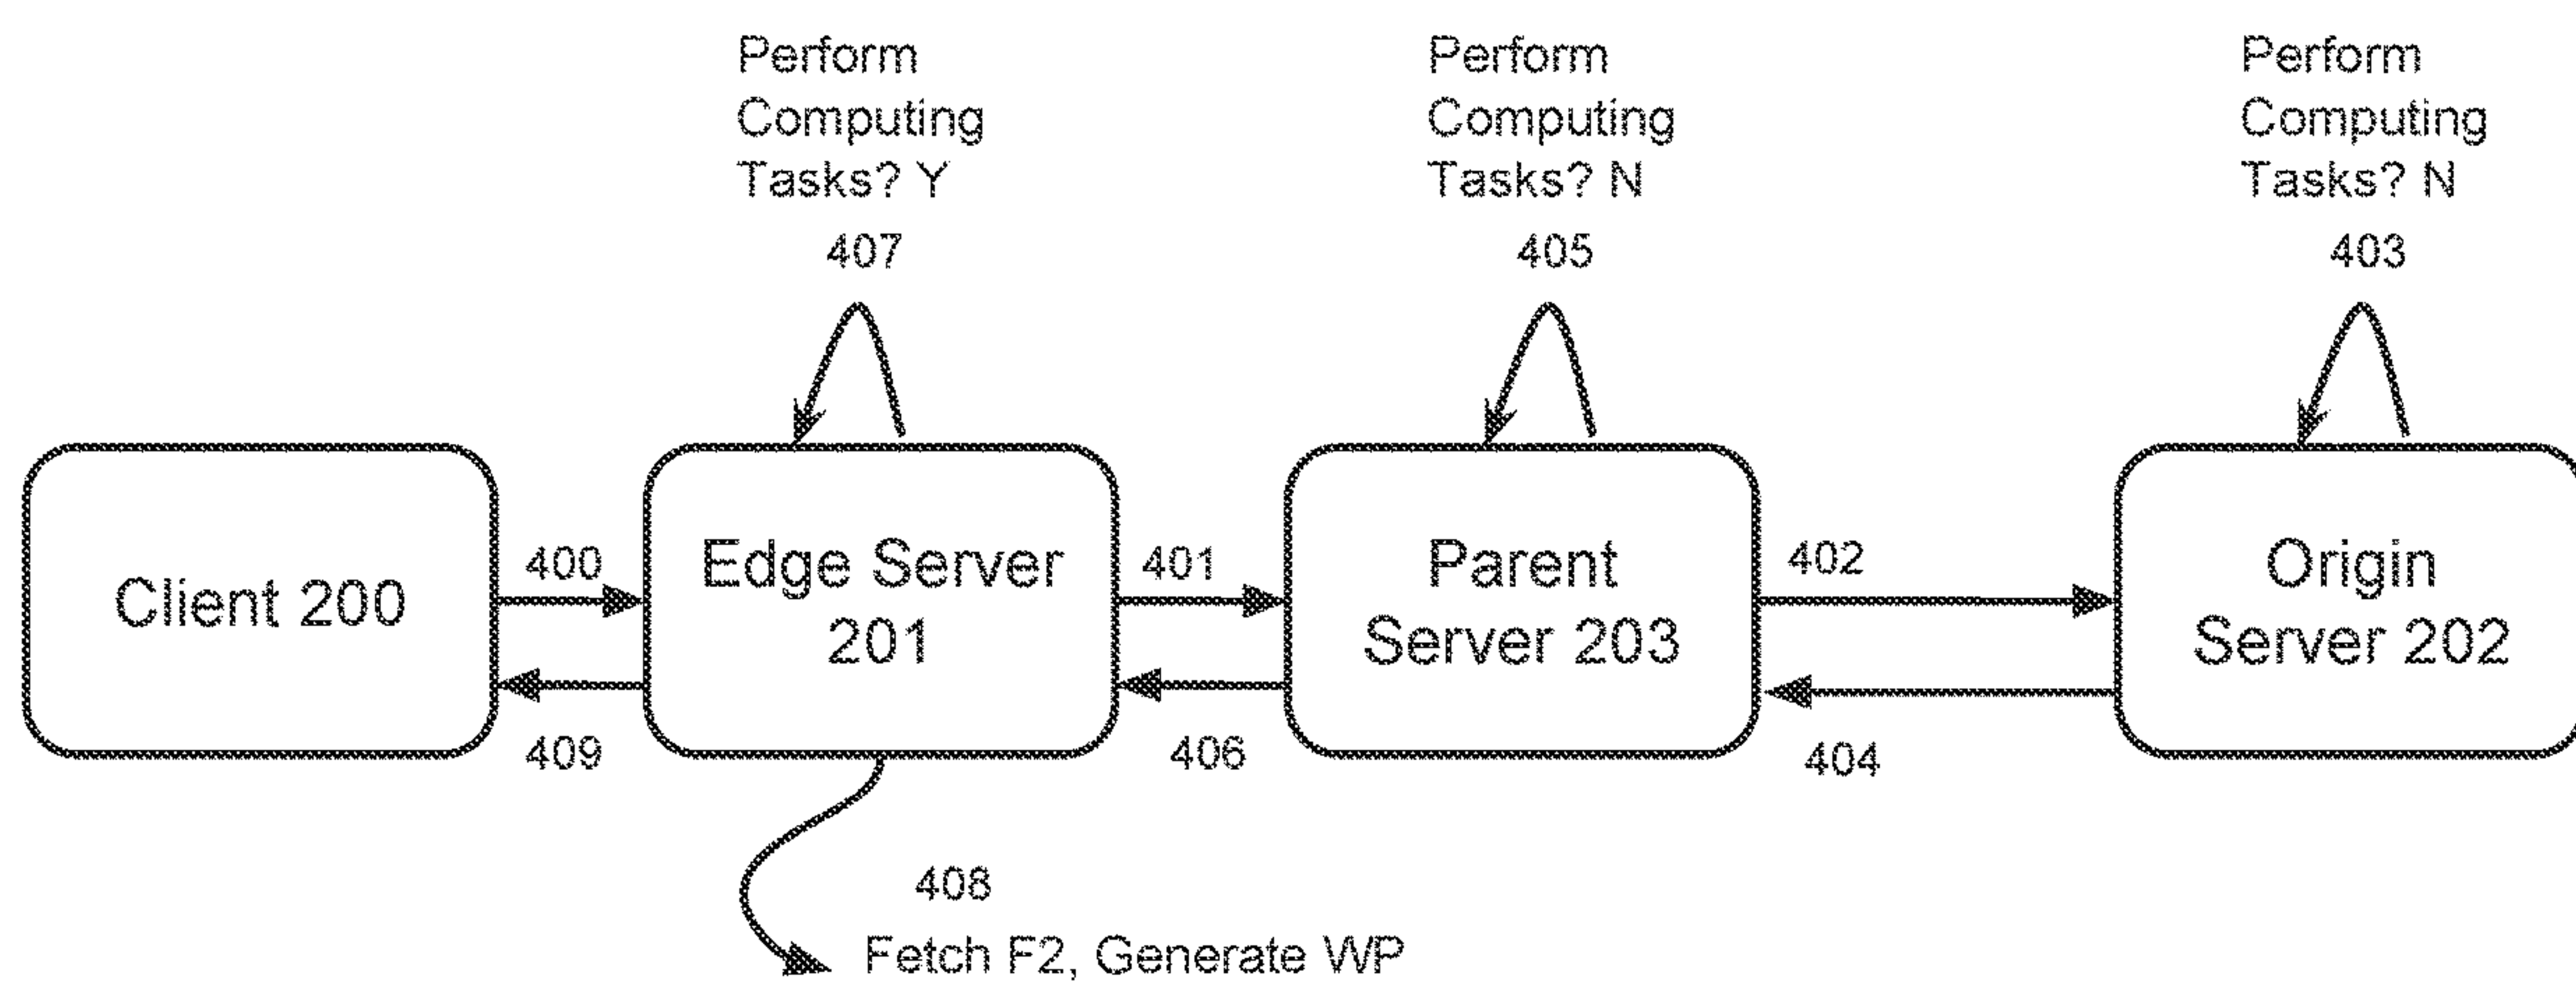 Perform
Computing
Tasks? Y
407
Perform
Computing
Tasks? N
405
Perform
Computing
Tasks? N
403
Client 200
400
409
Edge Server
201
401
406
Parent
Server 203
402
404
Origin
Server 202
408
Fetch F2, Generate WP